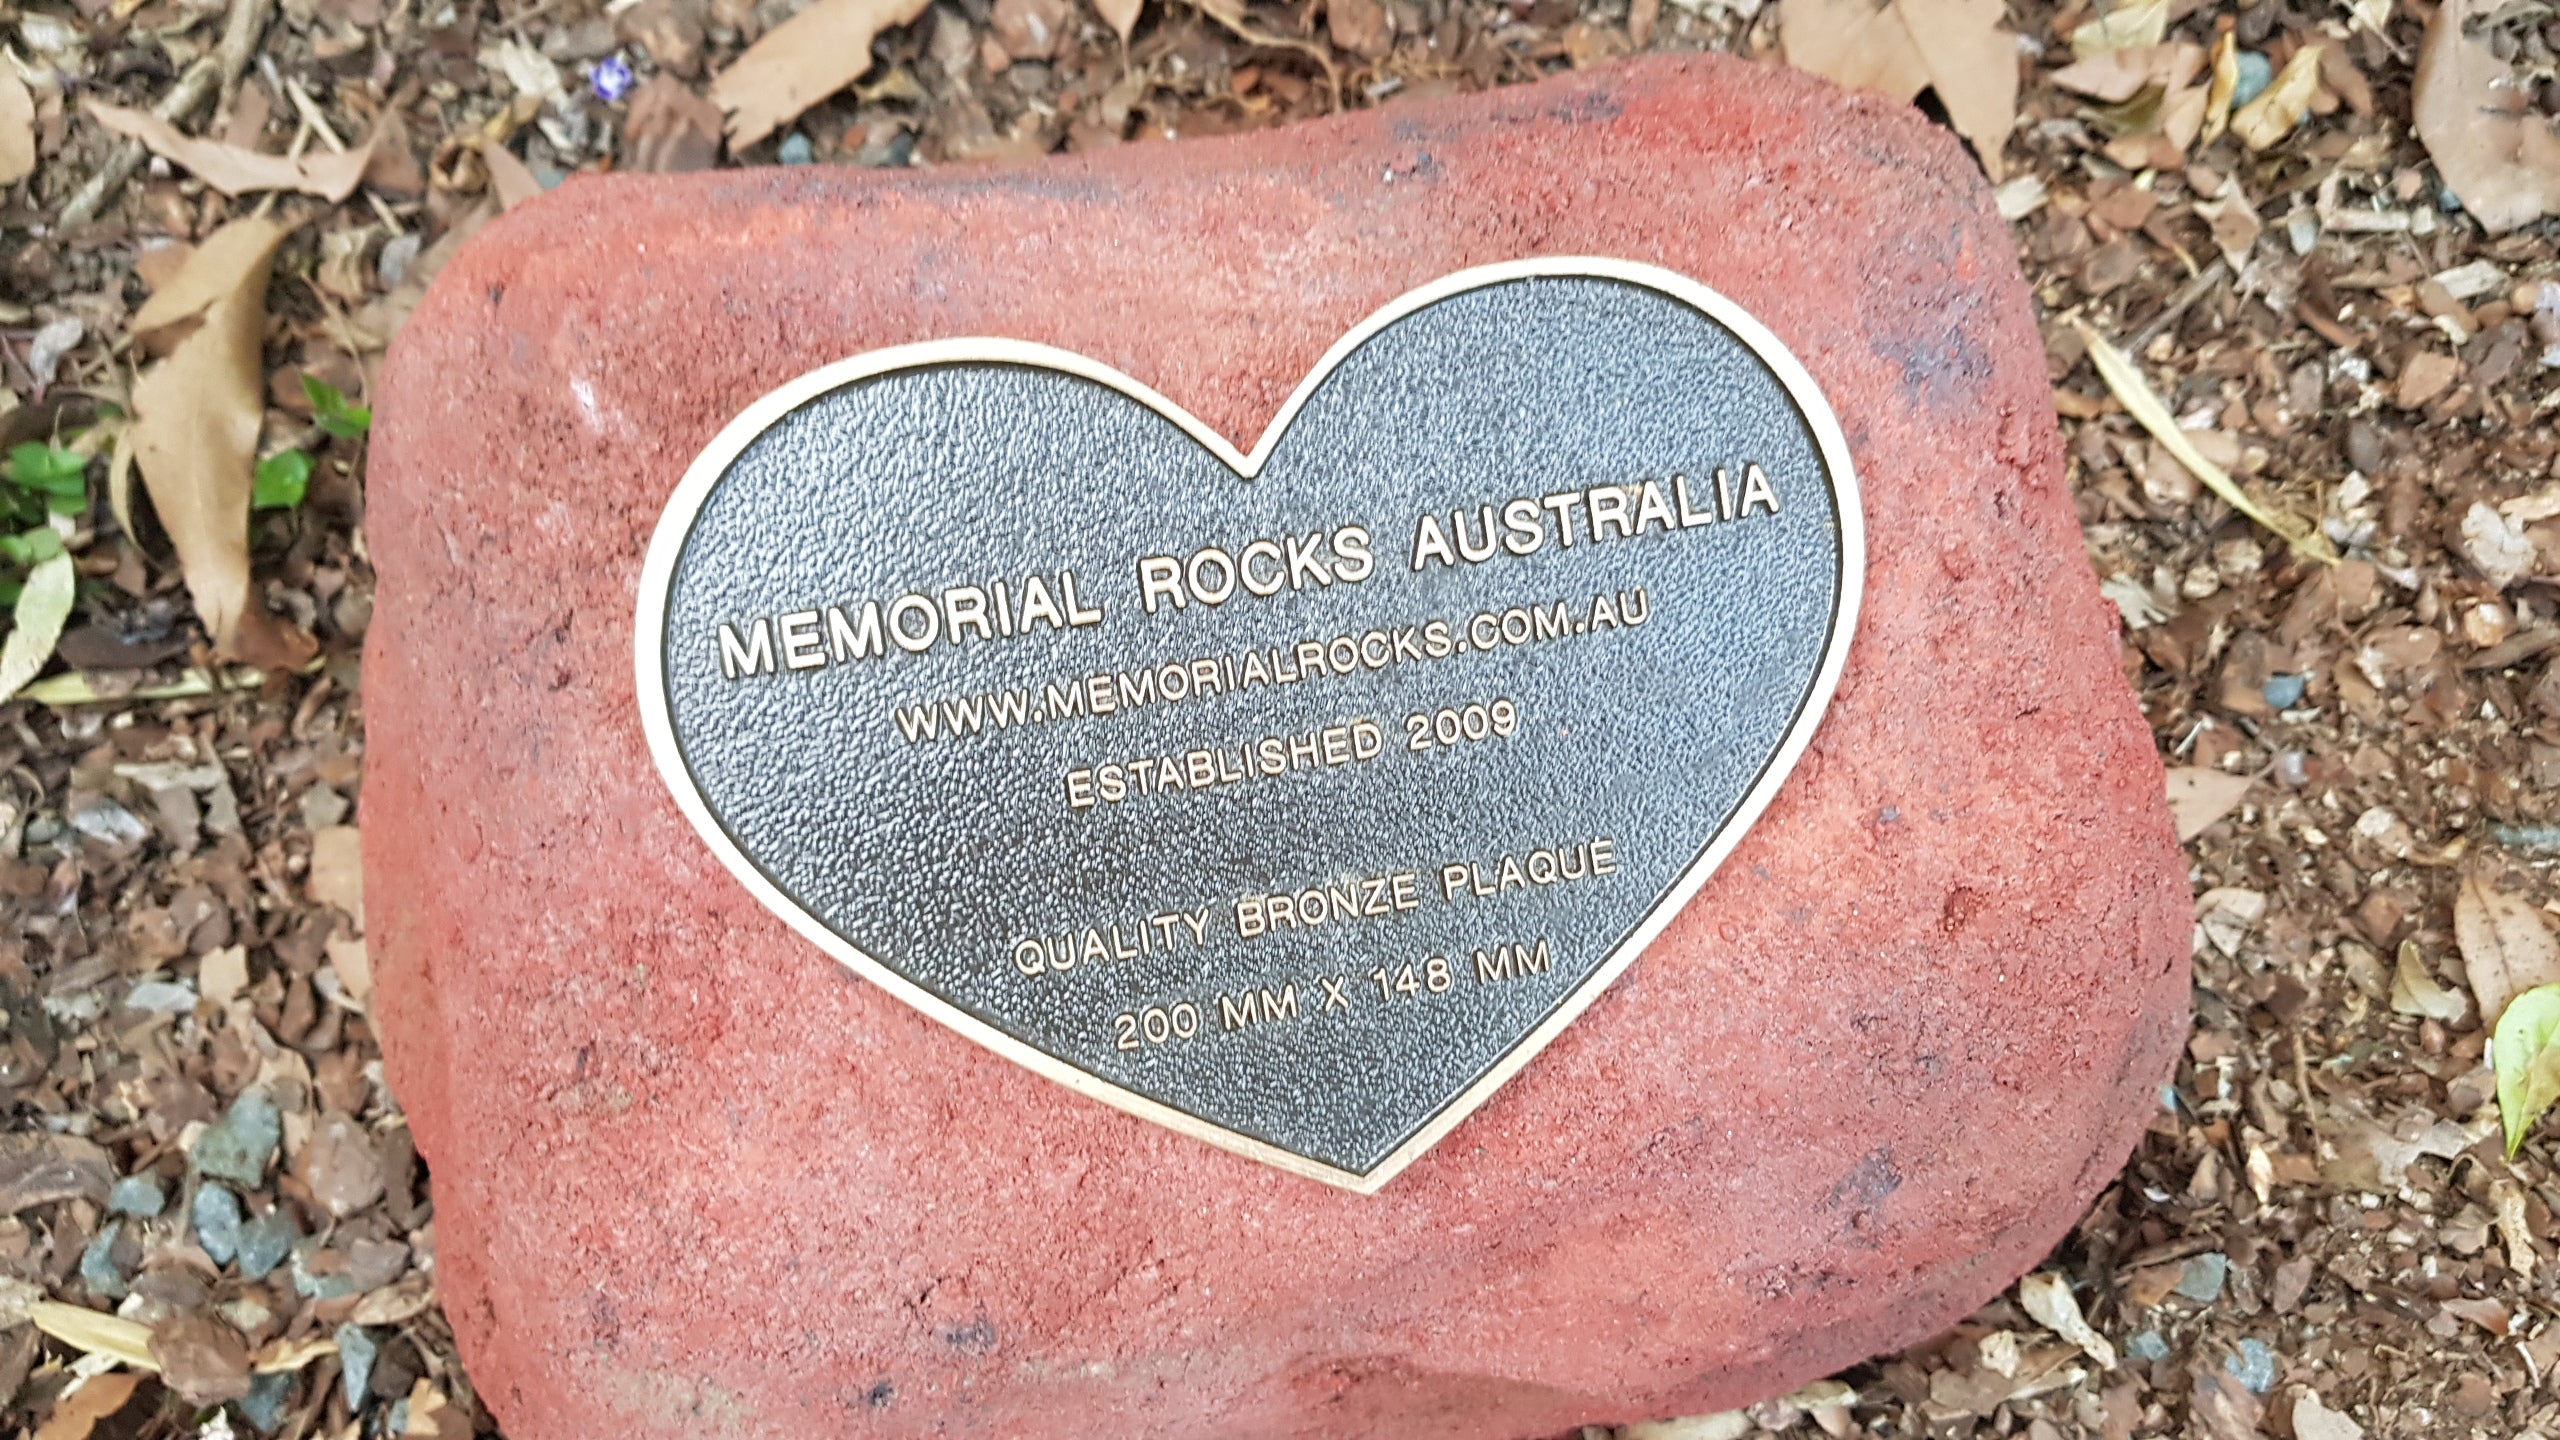 MEMORIAL ROCKS AUSTRALIA
WWW.MEMORIALROCKS.COM.AU
ESTABLISHED 2009
QUALITY BRONZE PLAQUE
200 MM X 148 MM